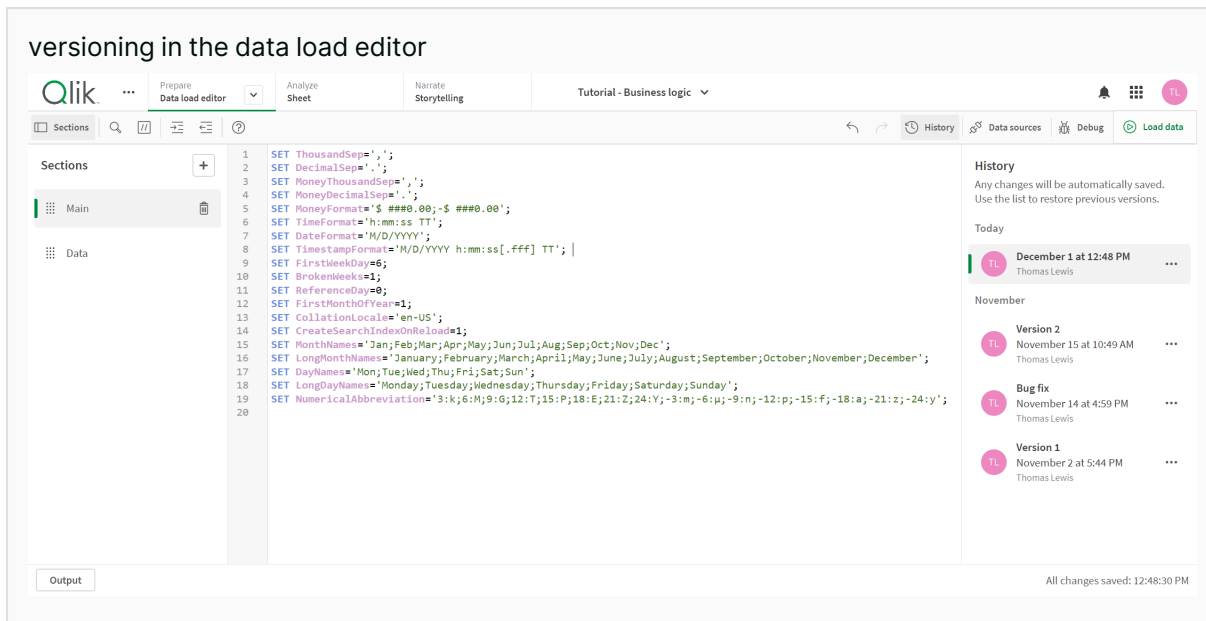 versioning in the data load editor
Qlik
Prepare
Data load editor
Analyze
Sheet
Narrate
Storytelling
Tutorial - Business logic
TL
Sections
History
Data sources
Debug
Load data
Sections
Main
Data
1 SET ThousandSep=',';
2 SET DecimalSep='.';
3 SET MoneyThousandSep=',';
4 SET MoneyDecimalSep='.';
5 SET MoneyFormat='$ ###0.00;-$ ###0.00';
6 SET TimeFormat='h:mm:ss TT';
7 SET DateFormat='M/D/YYYY';
8 SET TimestampFormat='M/D/YYYY h:mm:ss[.fff] TT';
9 SET FirstWeekDay=6;
10 SET BrokenWeeks=1;
11 SET ReferenceDay=0;
12 SET FirstMonthOfYear=1;
13 SET CollationLocale='en-US';
14 SET CreateSearchIndexOnReload=1;
15 SET MonthNames='Jan;Feb;Mar;Apr;May;Jun;Jul;Aug;Sep;Oct;Nov;Dec';
16 SET LongMonthNames='January;February;March;April;May;June;July;August;September;October;November;December';
17 SET DayNames='Mon;Tue;Wed;Thu;Fri;Sat;Sun';
18 SET LongDayNames='Monday;Tuesday;Wednesday;Thursday;Friday;Saturday;Sunday';
19 SET NumericalAbbreviation='3:k;6:M;9:G;12:T;15:P;18:E;21:Z;24:Y;-3:m;-6:μ;-9:n;-12:p;-15:f;-18:a;-21:z;-24:y';
20
History
Any changes will be automatically saved.
Use the list to restore previous versions.
Today
TL
December 1 at 12:48 PM
Thomas Lewis
November
TL
Version 2
November 15 at 10:49 AM
Thomas Lewis
TL
Bug fix
November 14 at 4:59 PM
Thomas Lewis
TL
Version 1
November 2 at 5:44 PM
Thomas Lewis
Output
All changes saved: 12:48:30 PM